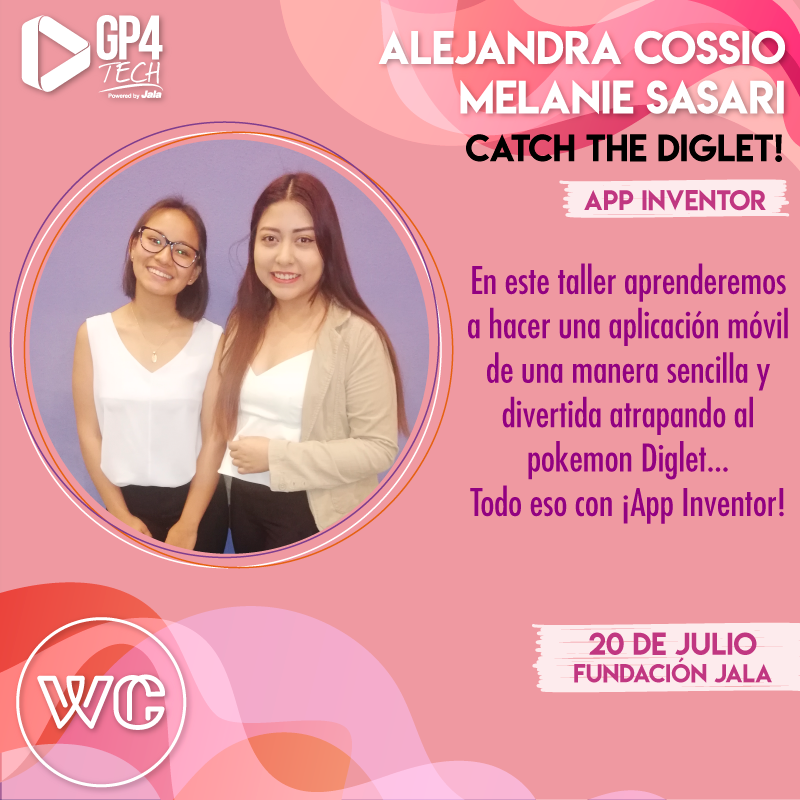 GP4
TECH
Powered by Jala
ALEJANDRA COSSIO
MELANIE SASARI
CATCH THE DIGLET!
APP INVENTOR
En este taller aprenderemos
a hacer una aplicación móvil
de una manera sencilla y
divertida atrapando al
pokemon Diglet...
Todo eso con ¡App Inventor!
20 DE JULIO
FUNDACIÓN JALA
WC